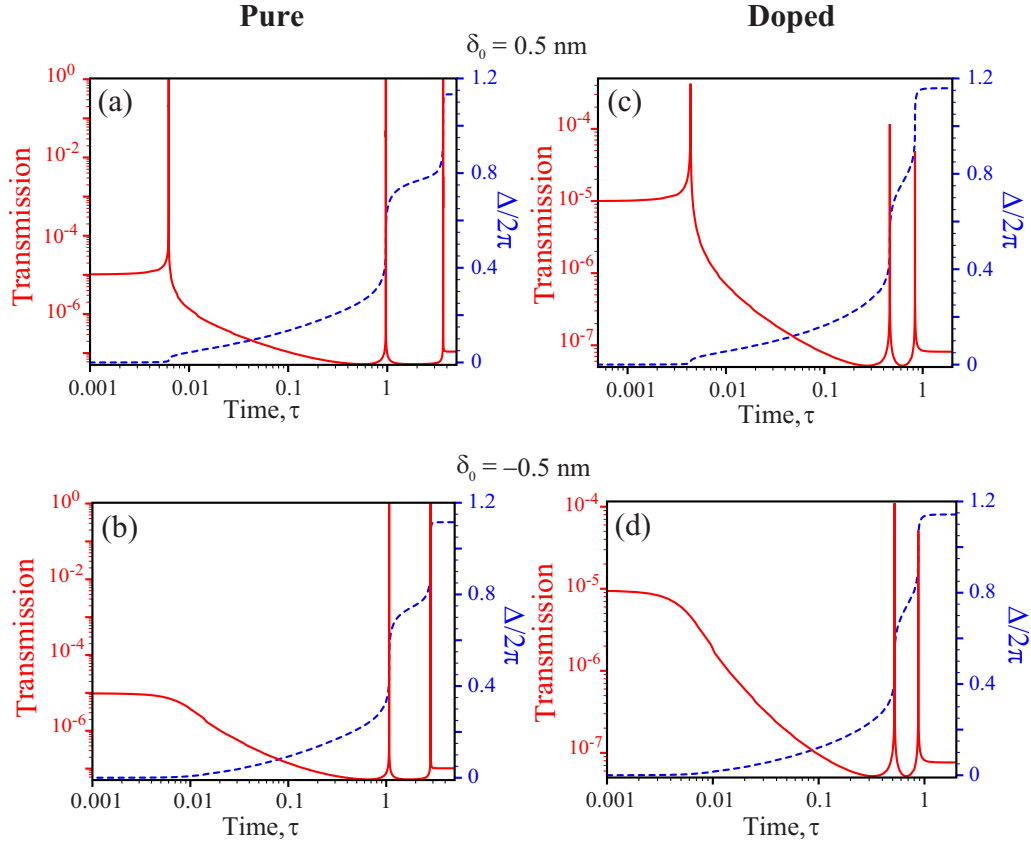 Pure
Doped
δ₀ = 0.5 nm
(a)
10⁰
10⁻²
10⁻⁴
10⁻⁶
Transmission
1.2
0.8
0.4
0
Δ/2π
0.001
0.01
0.1
1
Time, τ
(c)
10⁻⁴
10⁻⁵
10⁻⁶
10⁻⁷
Transmission
1.2
0.8
0.4
0
Δ/2π
0.001
0.01
0.1
1
Time, τ
δ₀ = –0.5 nm
(b)
10⁰
10⁻²
10⁻⁴
10⁻⁶
Transmission
1.2
0.8
0.4
0
Δ/2π
0.001
0.01
0.1
1
Time, τ
(d)
10⁻⁴
10⁻⁵
10⁻⁶
10⁻⁷
Transmission
1.2
0.8
0.4
0
Δ/2π
0.001
0.01
0.1
1
Time, τ